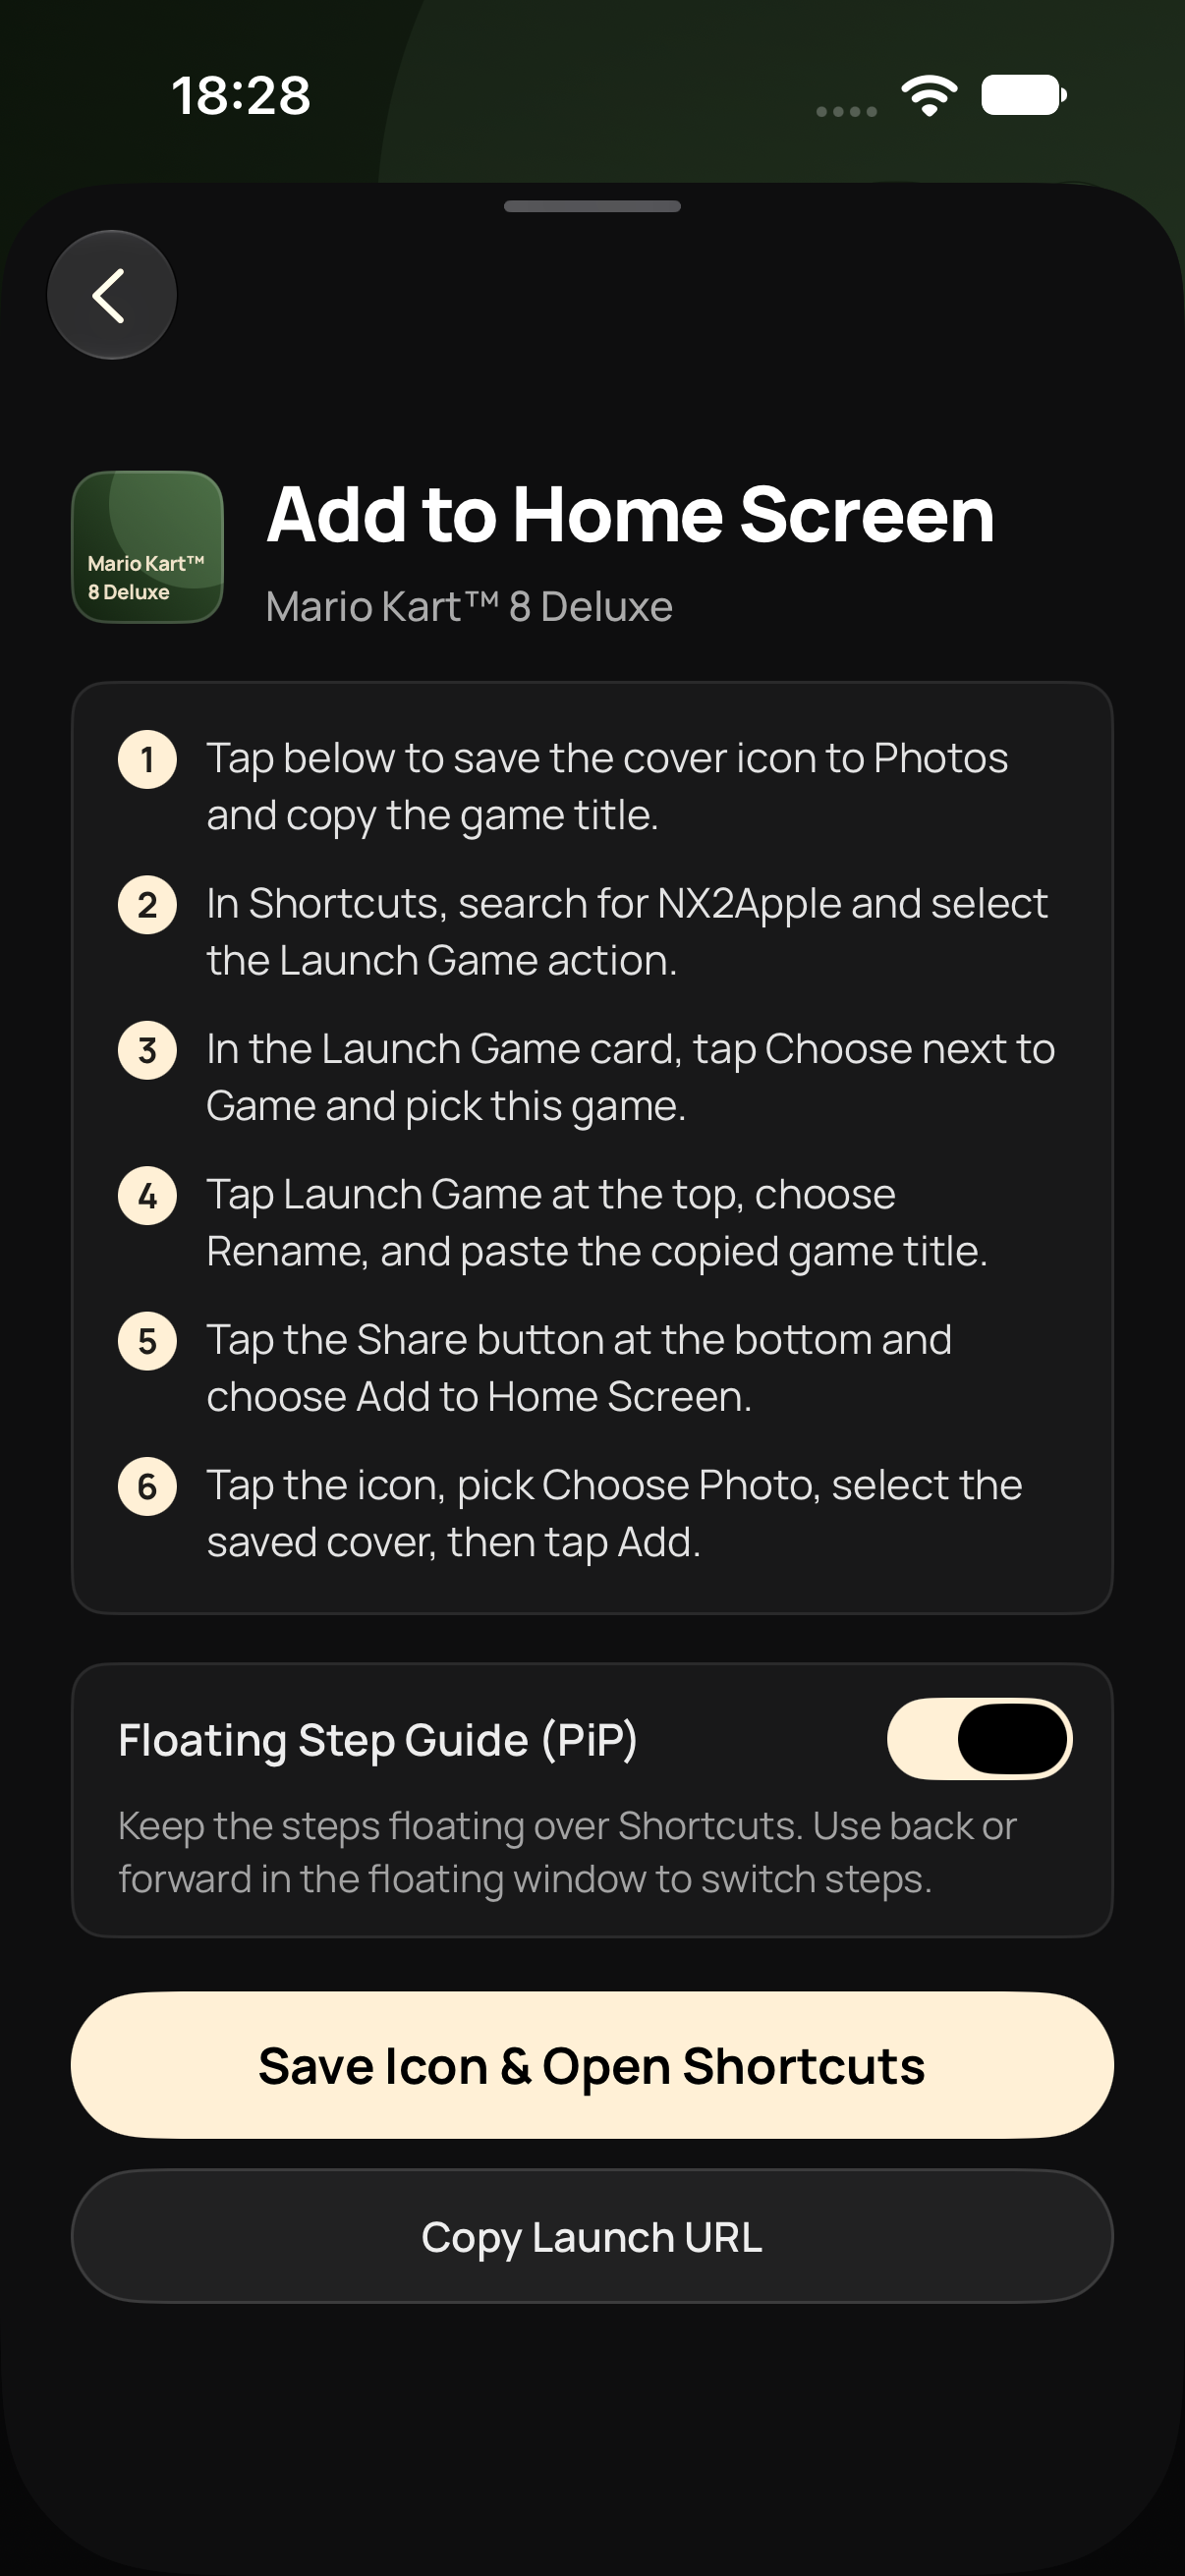 18:28
Mario Kart™
8 Deluxe
Add to Home Screen
Mario Kart™ 8 Deluxe
1 Tap below to save the cover icon to Photos
and copy the game title.
2 In Shortcuts, search for NX2Apple and select
the Launch Game action.
3 In the Launch Game card, tap Choose next to
Game and pick this game.
4 Tap Launch Game at the top, choose
Rename, and paste the copied game title.
5 Tap the Share button at the bottom and
choose Add to Home Screen.
6 Tap the icon, pick Choose Photo, select the
saved cover, then tap Add.
Floating Step Guide (PiP)
Keep the steps floating over Shortcuts. Use back or
forward in the floating window to switch steps.
Save Icon & Open Shortcuts
Copy Launch URL